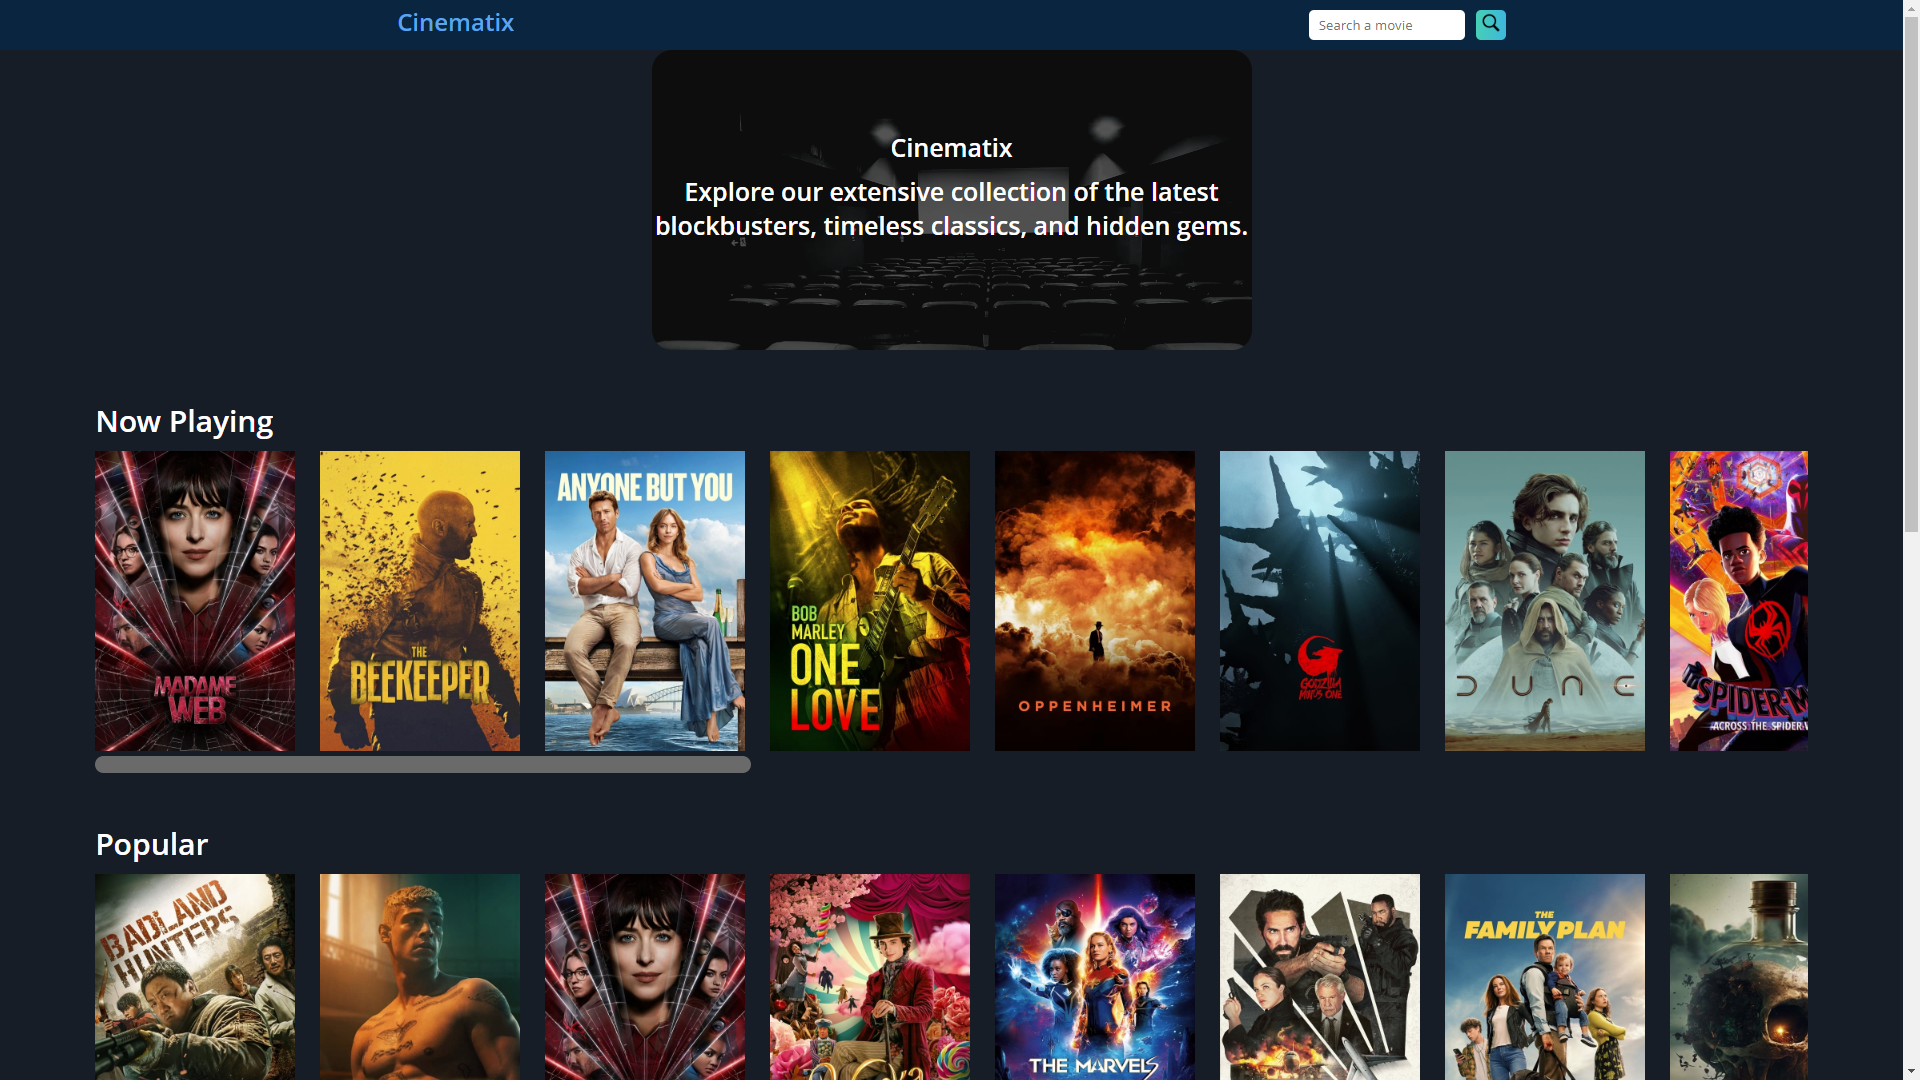 Cinematix
Search a movie
Cinematix
Explore our extensive collection of the latest
blockbusters, timeless classics, and hidden gems.
Now Playing
MADAME
WEB
THE
BEEKEEPER
ANYONE BUT YOU
BOB
MARLEY
ONE
LOVE
OPPENHEIMER
GODZILLA
MINUS ONE
DUNE
SPIDER-M
ACROSS THE SPIDER-V
Popular
BADLAND
HUNTERS
THE MARVELS
THE
FAMILY PLAN